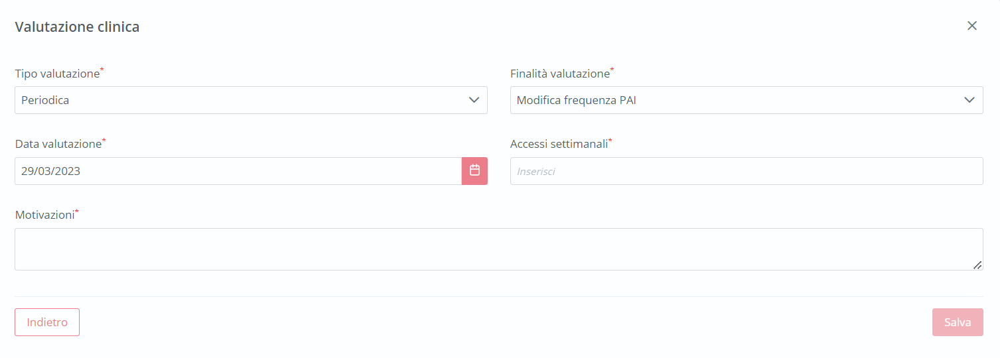 Valutazione clinica
Tipo valutazione*
Finalità valutazione*
Periodica
Modifica frequenza PAI
Data valutazione*
Accessi settimanali*
29/03/2023
Inserisci
Motivazioni*
Indietro
Salva